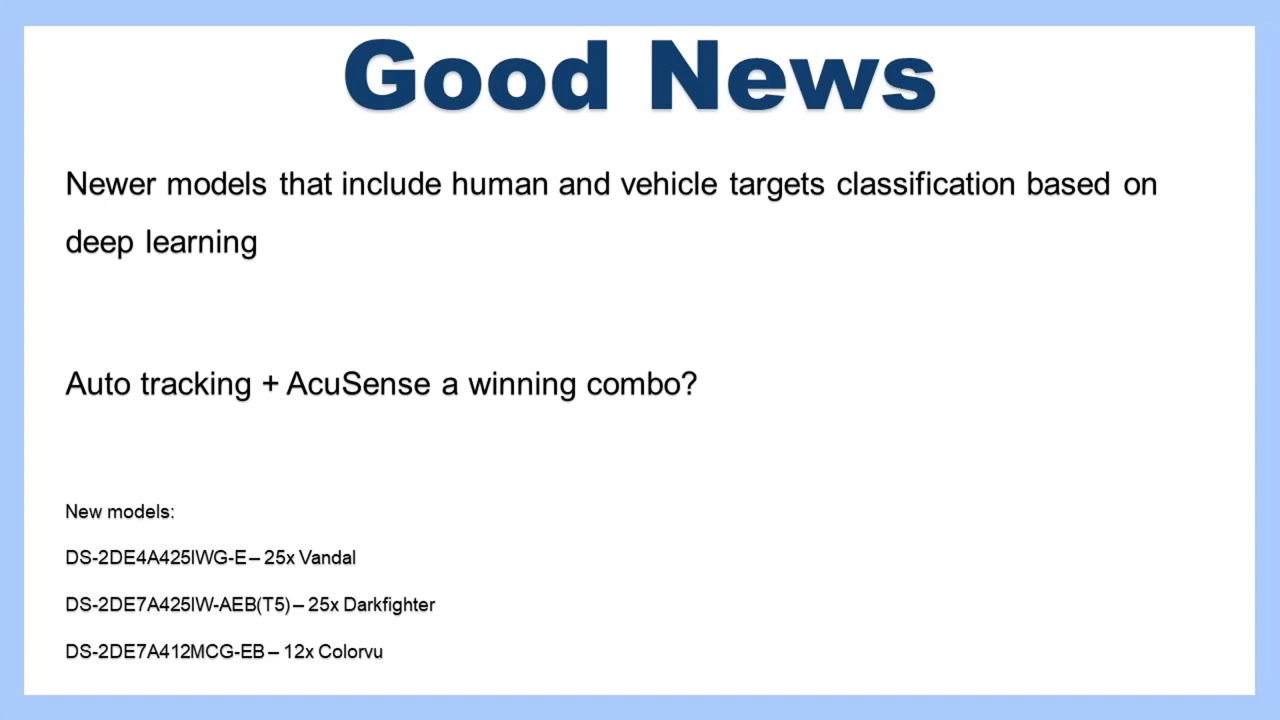 Good News
Newer models that include human and vehicle targets classification based on
deep learning
Auto tracking + AcuSense a winning combo?
New models:
DS-2DE4A425IWG-E – 25x Vandal
DS-2DE7A425IW-AEB(T5) – 25x Darkfighter
DS-2DE7A412MCG-EB – 12x Colorvu